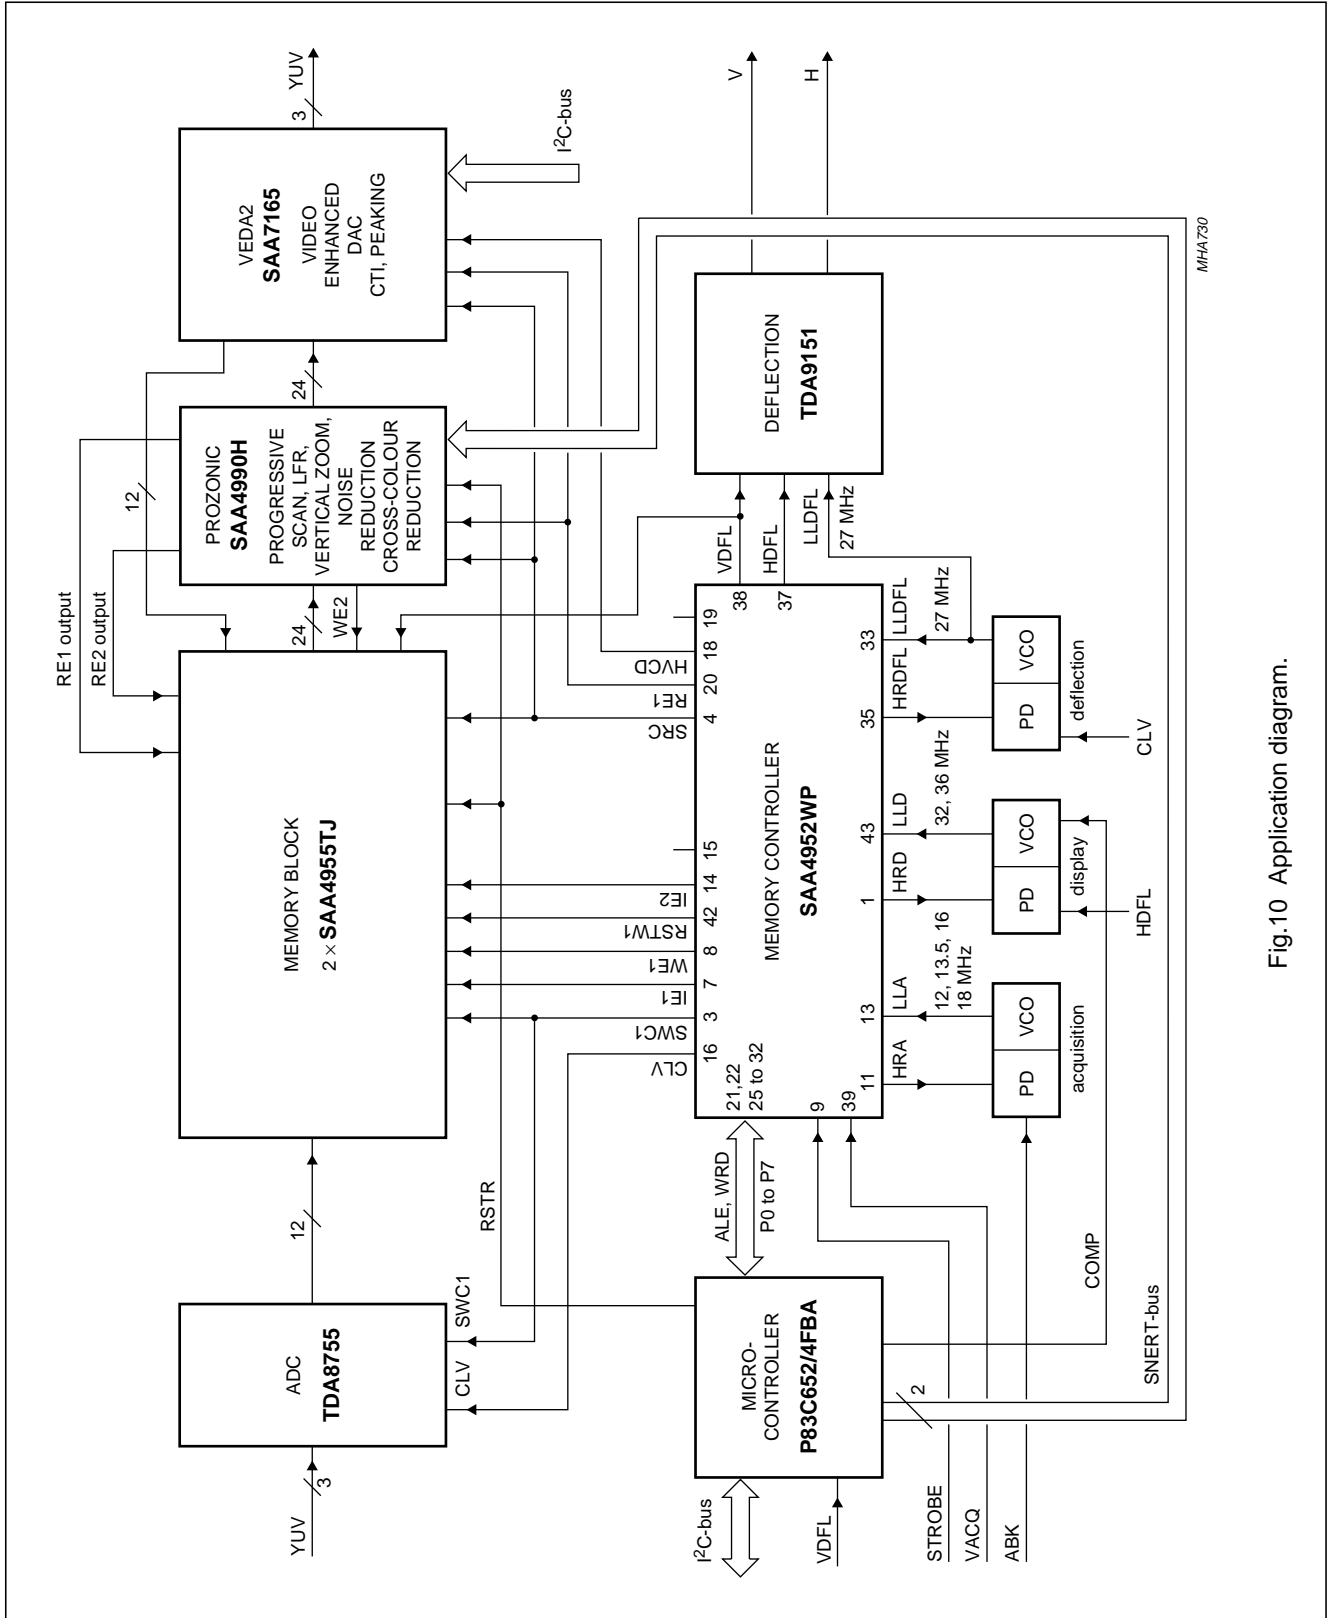 YUV
3
ADC
TDA8755
CLV
SWC1
12
MEMORY BLOCK
2 × SAA4955TJ
RE1 output
RE2 output
12
24
WE2
PROZONIC
SAA4990H
PROGRESSIVE
SCAN, LFR,
VERTICAL ZOOM,
NOISE
REDUCTION
CROSS-COLOUR
REDUCTION
24
VEDA2
SAA7165
VIDEO
ENHANCED
DAC
CTI, PEAKING
3
YUV
I2C-bus
RSTR
CLV
SWC1
IE1
WE1
RSTW1
IE2
SRC
RE1
HVCD
16
3
7
8
42
14
15
4
20
18
19
I2C-bus
VDFL
MICRO-
CONTROLLER
P83C652/4FBA
2
ALE, WRD
P0 to P7
21,22
25 to 32
9
39
MEMORY CONTROLLER
SAA4952WP
38
37
VDFL
HDFL
LLDFL
27 MHz
DEFLECTION
TDA9151
V
H
11
13
1
43
35
33
HRA
LLA
12, 13.5, 16
18 MHz
HRD
LLD
32, 36 MHz
HRDFL
LLDFL
27 MHz
PD
VCO
acquisition
PD
VCO
display
PD
VCO
deflection
STROBE
VACQ
ABK
HDFL
CLV
COMP
SNERT-bus
MHA730
Fig.10 Application diagram.